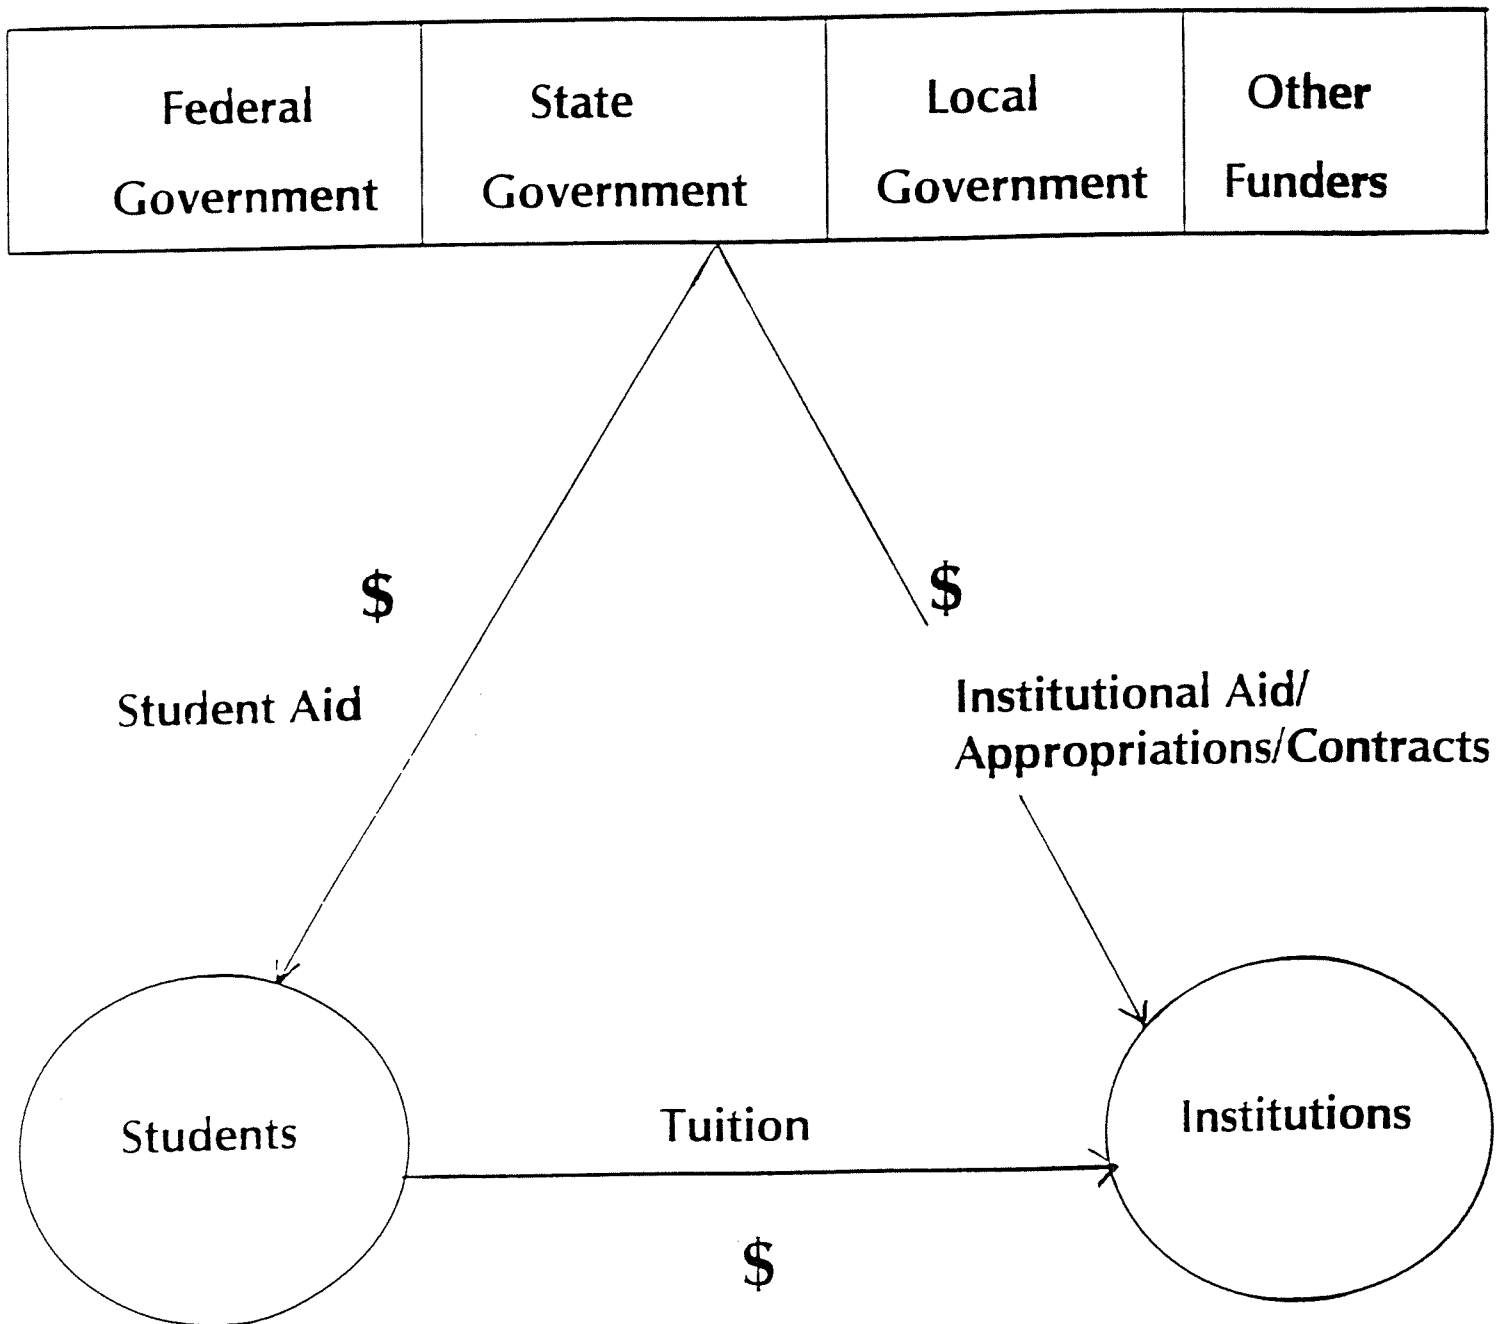 Federal
Government
State
Government
Local
Government
Other
Funders
$
$
Student Aid
Institutional Aid/
Appropriations/Contracts
Students
Tuition
Institutions
$